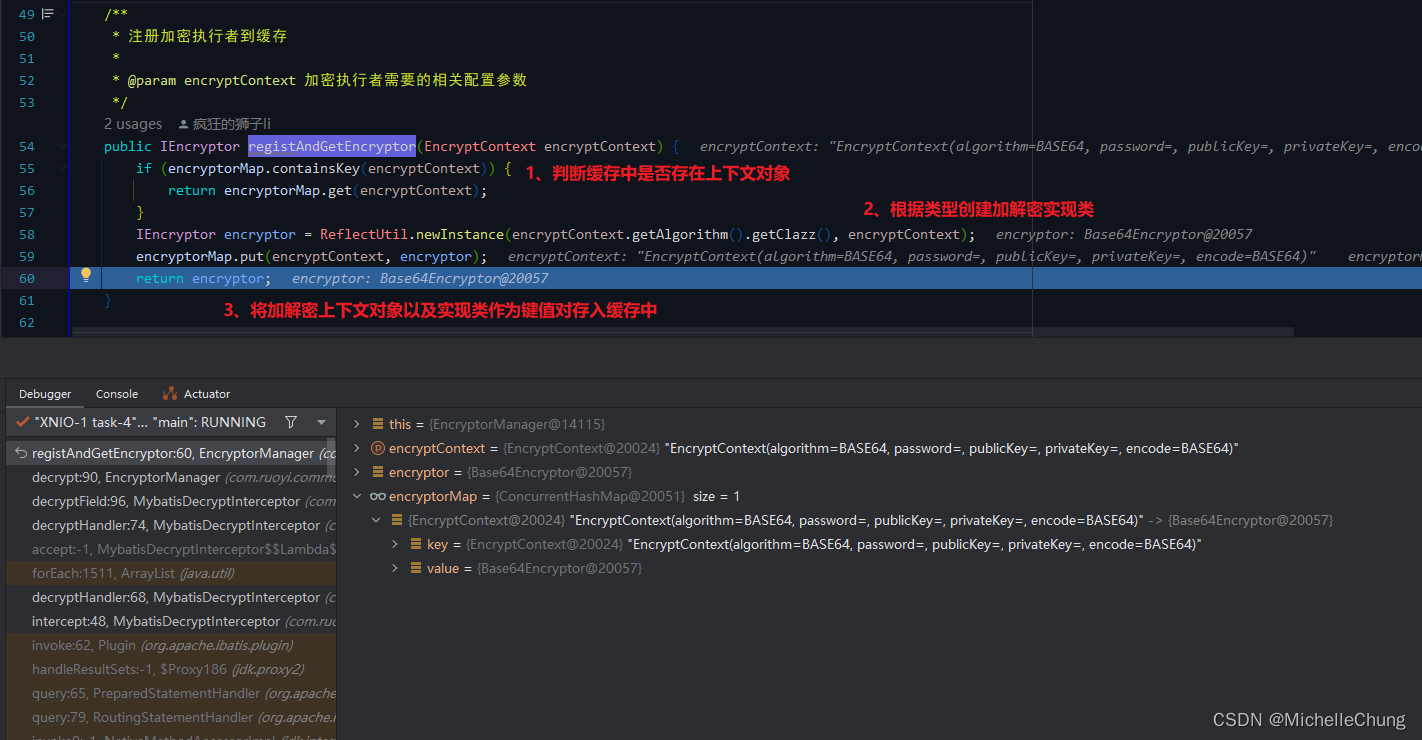 49 /**
50 * 注册加密执行者到缓存
51 *
52 * @param encryptContext 加密执行者需要的相关配置参数
53 */
2 usages 疯狂的狮子li
54 public IEncryptor registAndGetEncryptor(EncryptContext encryptContext) { encryptContext: "EncryptContext(algorithm=BASE64, password=, publicKey=, privateKey=, enco
55 if (encryptorMap.containsKey(encryptContext)) { 1、判断缓存中是否存在上下文对象
56 return encryptorMap.get(encryptContext);
57 }
2、根据类型创建加解密实现类
58 IEncryptor encryptor = ReflectUtil.newInstance(encryptContext.getAlgorithm().getClazz(), encryptContext); encryptor: Base64Encryptor@20057
59 encryptorMap.put(encryptContext, encryptor); encryptContext: "EncryptContext(algorithm=BASE64, password=, publicKey=, privateKey=, encode=BASE64)" encryptor
60 return encryptor; encryptor: Base64Encryptor@20057
61 }
3、将加解密上下文对象以及实现类作为键值对存入缓存中
62
Debugger Console Actuator
"XNIO-1 task-4"... "main": RUNNING
registAndGetEncryptor:60, EncryptorManager (co
decrypt:90, EncryptorManager (com.ruoyi.commo
decryptField:96, MybatisDecryptInterceptor (com
decryptHandler:74, MybatisDecryptInterceptor (c
accept:-1, MybatisDecryptInterceptor$$Lambda$
forEach:1511, ArrayList (java.util)
decryptHandler:68, MybatisDecryptInterceptor (c
intercept:48, MybatisDecryptInterceptor (com.ruo
invoke:62, Plugin (org.apache.ibatis.plugin)
handleResultSets:-1, $Proxy186 (jdk.proxy2)
query:65, PreparedStatementHandler (org.apache
query:79, RoutingStatementHandler (org.apache.i
this = {EncryptorManager@14115}
encryptContext = {EncryptContext@20024} "EncryptContext(algorithm=BASE64, password=, publicKey=, privateKey=, encode=BASE64)"
encryptor = {Base64Encryptor@20057}
encryptorMap = {ConcurrentHashMap@20051} size = 1
{EncryptContext@20024} "EncryptContext(algorithm=BASE64, password=, publicKey=, privateKey=, encode=BASE64)" -> {Base64Encryptor@20057}
key = {EncryptContext@20024} "EncryptContext(algorithm=BASE64, password=, publicKey=, privateKey=, encode=BASE64)"
value = {Base64Encryptor@20057}
CSDN @MichelleChung